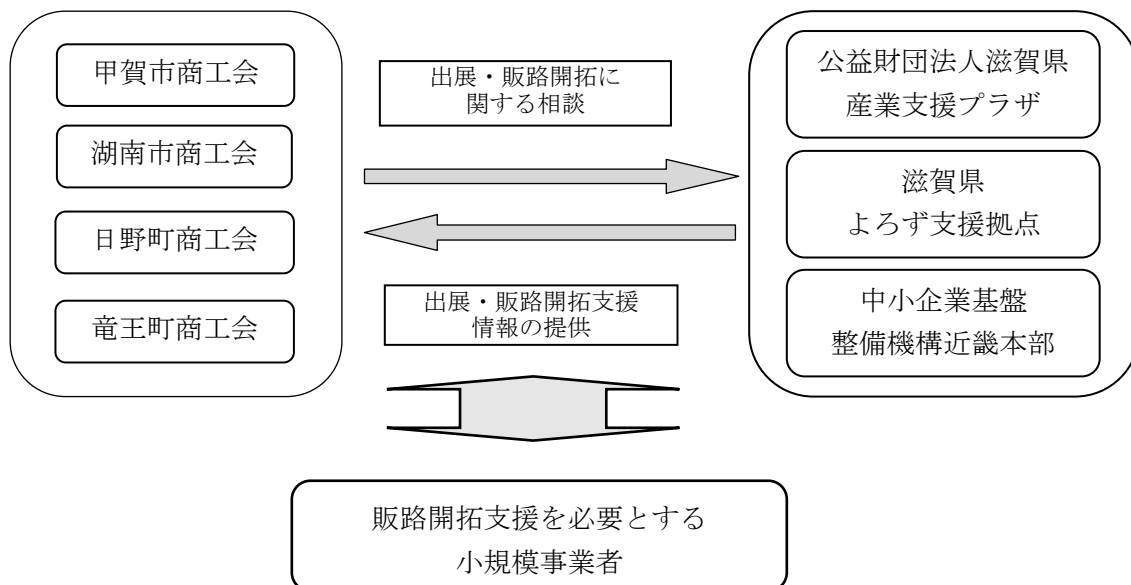 甲賀市商工会
湖南市商工会
日野町商工会
竜王町商工会
出展・販路開拓に
関する相談
出展・販路開拓支援
情報の提供
公益財団法人滋賀県
産業支援プラザ
滋賀県
よろず支援拠点
中小企業基盤
整備機構近畿本部
販路開拓支援を必要とする
小規模事業者